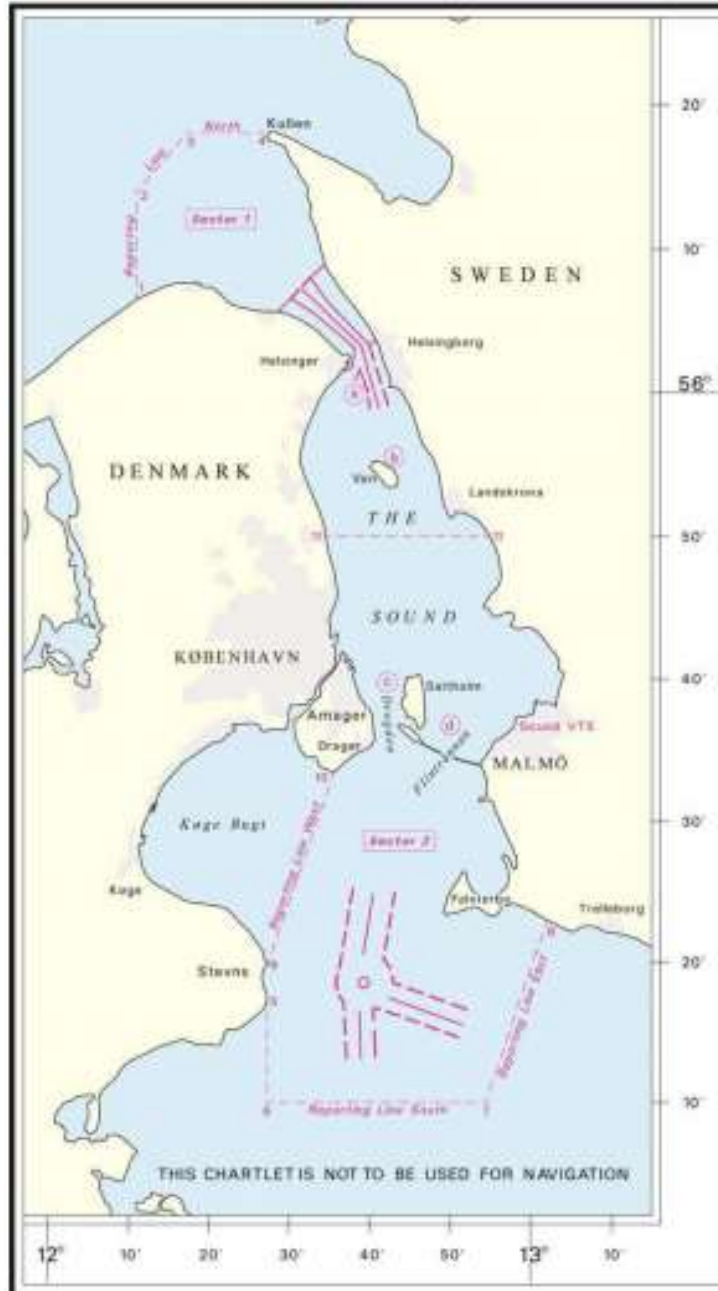 20'
Kullen
North
Line
Reporting
Sector 1
10'
SWEDEN
Helsingborg
Helsingør
56°
a
b
DENMARK
Ven
Landskrona
THE
50'
SOUND
KØBENHAVN
c
Saltholm
40'
Amager
d
Sound VTS
Dragør
Drogden
Flintrännan
MALMÖ
Køge Bugt
30'
Sector 2
Reporting Line West
Køge
Falsterbo
Trelleborg
Stevns
20'
Reporting Line East
Reporting Line South
10'
THIS CHARTLET IS NOT TO BE USED FOR NAVIGATION
12° 10' 20' 30' 40' 50' 13° 10'